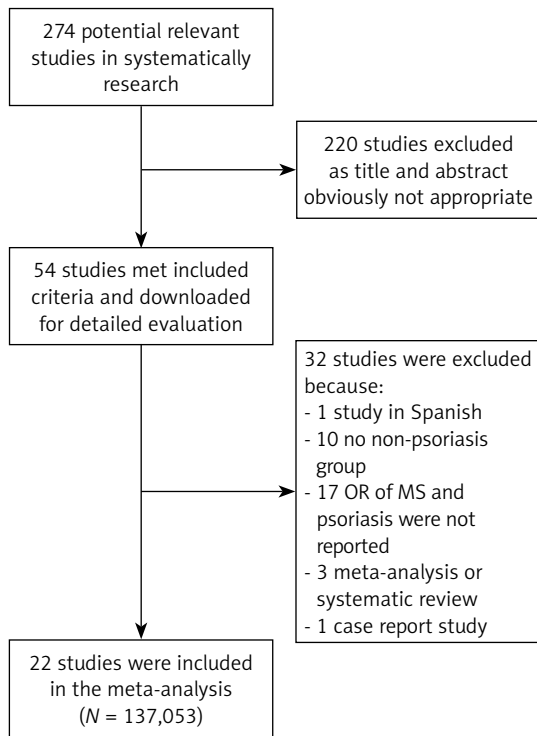 274 potential relevant
studies in systematically
research
220 studies excluded
as title and abstract
obviously not appropriate
54 studies met included
criteria and downloaded
for detailed evaluation
32 studies were excluded
because:
- 1 study in Spanish
- 10 no non-psoriasis
group
- 17 OR of MS and
psoriasis were not
reported
- 3 meta-analysis or
systematic review
- 1 case report study
22 studies were included
in the meta-analysis
(N = 137,053)